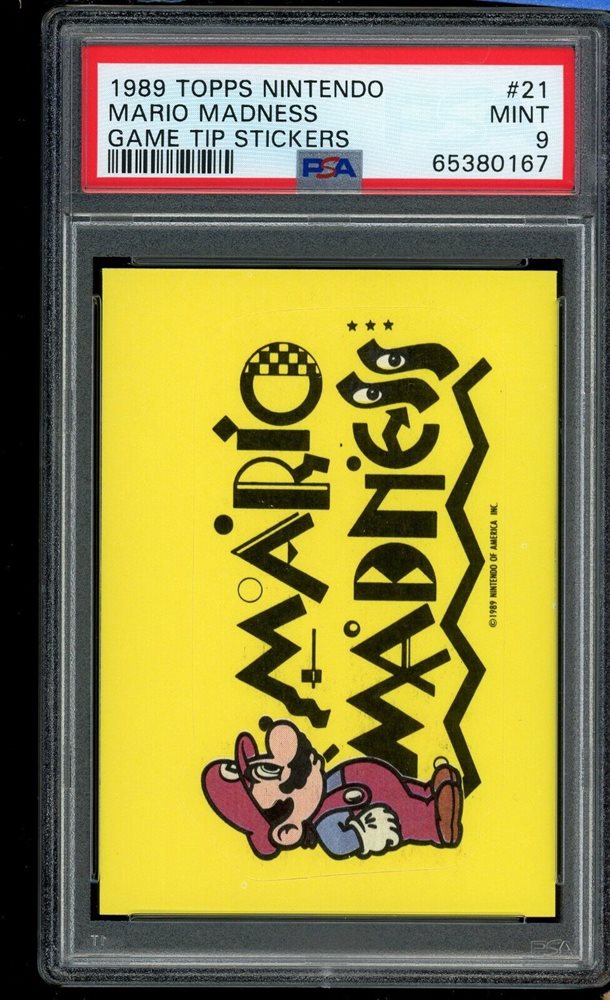 1989 TOPPS NINTENDO #21
MARIO MADNESS MINT
GAME TIP STICKERS 9
PSA 65380167
MARIO
MADNESS
©1989 NINTENDO OF AMERICA INC.
PSA